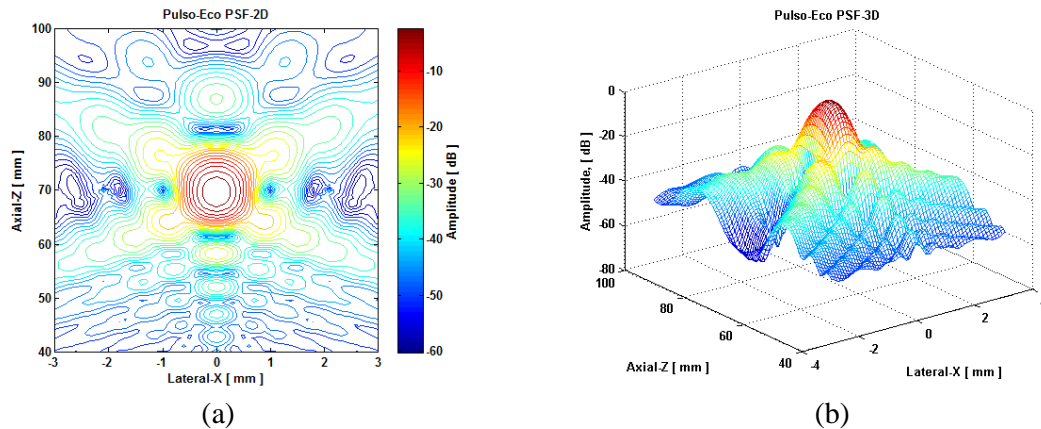 Pulso-Eco PSF-2D
100
90
80
70
60
50
40
Axial-Z [ mm ]
-3 -2 -1 0 1 2 3
Lateral-X [ mm ]
-10
-20
-30
-40
-50
-60
Amplitude [ dB ]
(a)
Pulso-Eco PSF-3D
0
-20
-40
-60
-80
Amplitude, [ dB ]
100
80
60
40
Axial-Z [ mm ]
-4
-2
0
2
Lateral-X [ mm ]
(b)